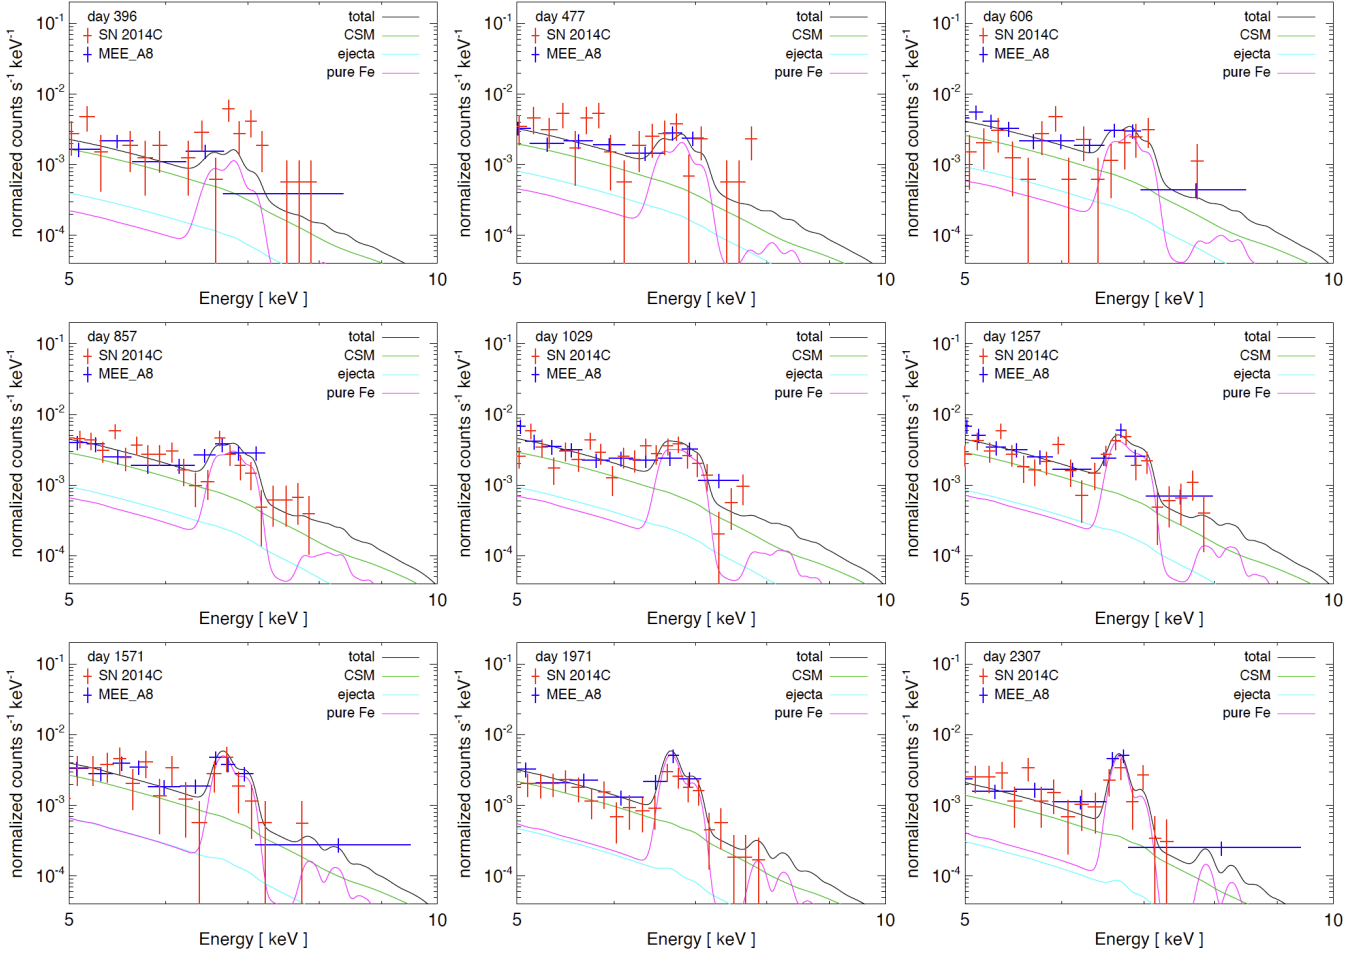 day 396
total
SN 2014C
CSM
MEE_A8
ejecta
pure Fe
normalized counts s⁻¹ keV⁻¹
10⁻¹
10⁻²
10⁻³
10⁻⁴
5
10
Energy [ keV]
day 477
total
SN 2014C
CSM
MEE_A8
ejecta
pure Fe
normalized counts s⁻¹ keV⁻¹
10⁻¹
10⁻²
10⁻³
10⁻⁴
5
10
Energy [ keV]
day 606
total
SN 2014C
CSM
MEE_A8
ejecta
pure Fe
normalized counts s⁻¹ keV⁻¹
10⁻¹
10⁻²
10⁻³
10⁻⁴
5
10
Energy [ keV]
day 857
total
SN 2014C
CSM
MEE_A8
ejecta
pure Fe
normalized counts s⁻¹ keV⁻¹
10⁻¹
10⁻²
10⁻³
10⁻⁴
5
10
Energy [ keV]
day 1029
total
SN 2014C
CSM
MEE_A8
ejecta
pure Fe
normalized counts s⁻¹ keV⁻¹
10⁻¹
10⁻²
10⁻³
10⁻⁴
5
10
Energy [ keV]
day 1257
total
SN 2014C
CSM
MEE_A8
ejecta
pure Fe
normalized counts s⁻¹ keV⁻¹
10⁻¹
10⁻²
10⁻³
10⁻⁴
5
10
Energy [ keV]
day 1571
total
SN 2014C
CSM
MEE_A8
ejecta
pure Fe
normalized counts s⁻¹ keV⁻¹
10⁻¹
10⁻²
10⁻³
10⁻⁴
5
10
Energy [ keV]
day 1971
total
SN 2014C
CSM
MEE_A8
ejecta
pure Fe
normalized counts s⁻¹ keV⁻¹
10⁻¹
10⁻²
10⁻³
10⁻⁴
5
10
Energy [ keV]
day 2307
total
SN 2014C
CSM
MEE_A8
ejecta
pure Fe
normalized counts s⁻¹ keV⁻¹
10⁻¹
10⁻²
10⁻³
10⁻⁴
5
10
Energy [ keV]